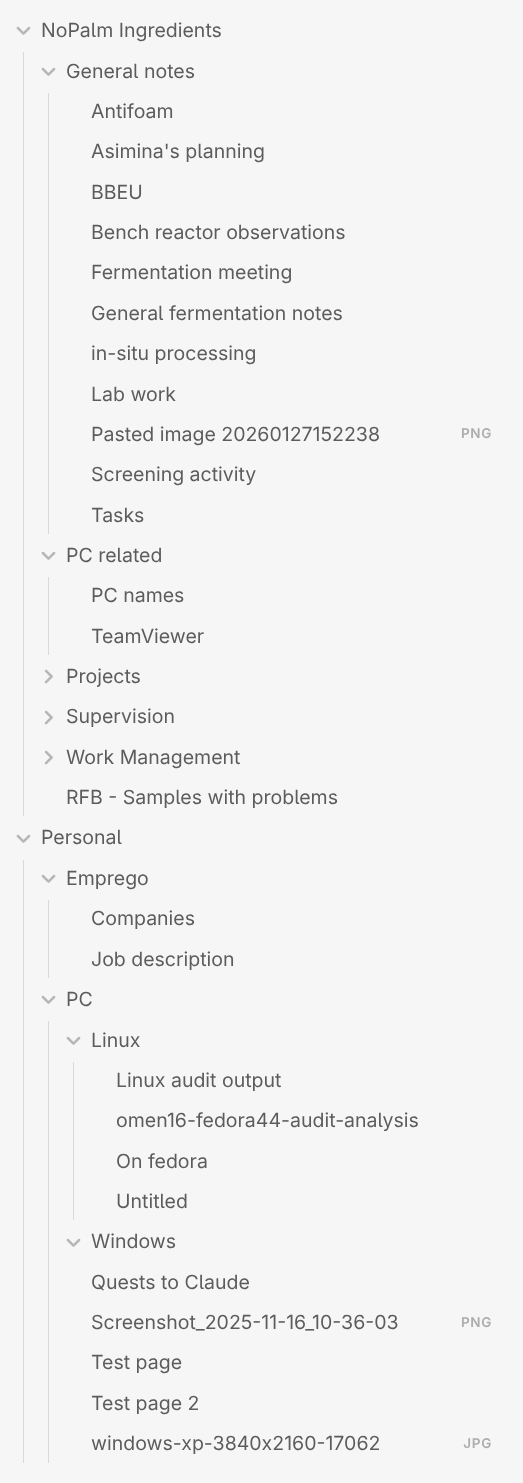 NoPalm Ingredients
General notes
Antifoam
Asimina's planning
BBEU
Bench reactor observations
Fermentation meeting
General fermentation notes
in-situ processing
Lab work
Pasted image 20260127152238 PNG
Screening activity
Tasks
PC related
PC names
TeamViewer
Projects
Supervision
Work Management
RFB - Samples with problems
Personal
Emprego
Companies
Job description
PC
Linux
Linux audit output
omen16-fedora44-audit-analysis
On fedora
Untitled
Windows
Quests to Claude
Screenshot_2025-11-16_10-36-03 PNG
Test page
Test page 2
windows-xp-3840x2160-17062 JPG